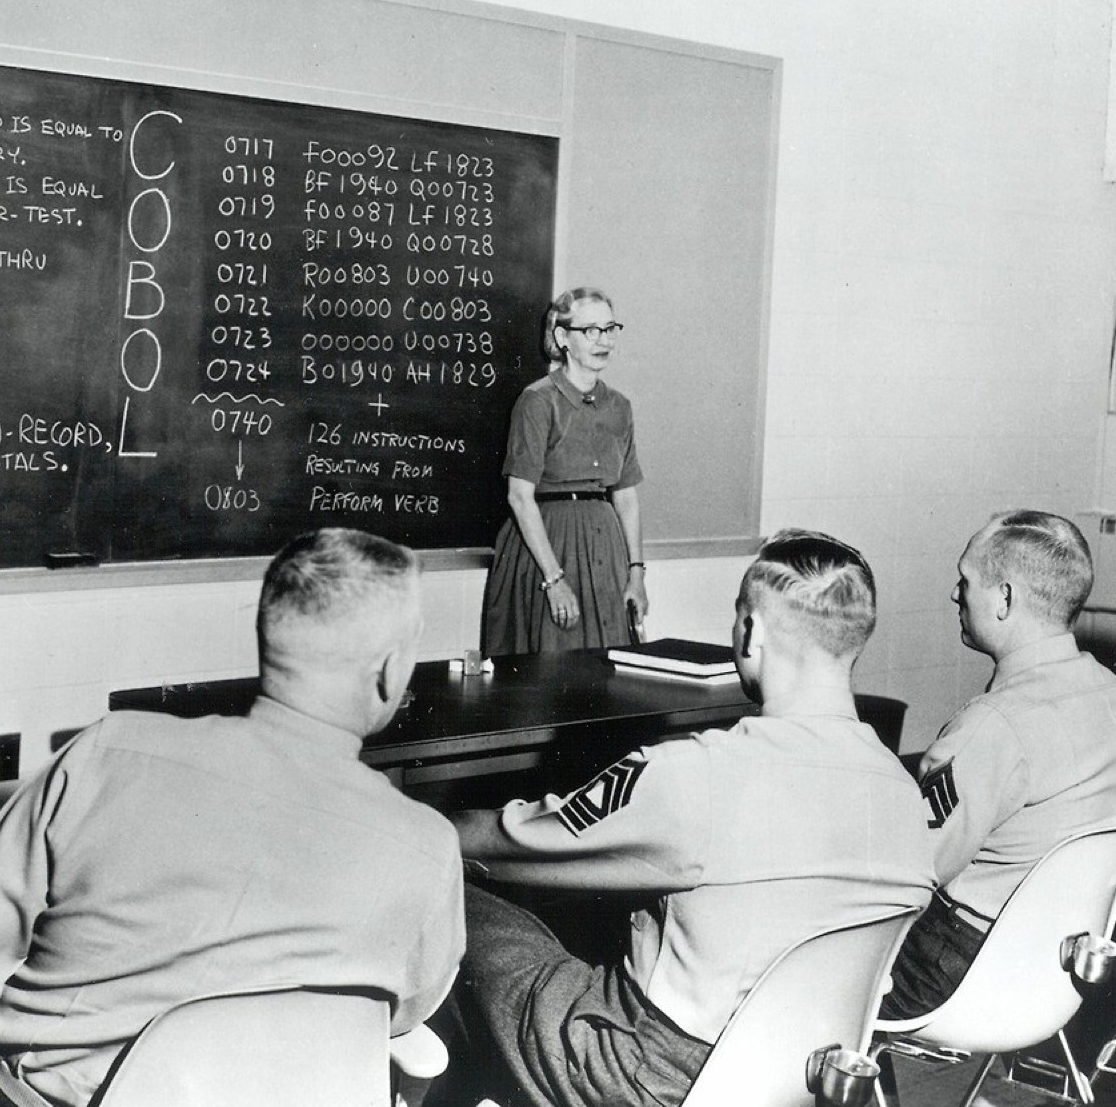 IS EQUAL TO
RY.
IS EQUAL
R-TEST.
THRU
-RECORD,
TALS.
C
O
B
O
L
0717 F00092 LF1823
0718 BF1940 Q00723
0719 F00087 LF1823
0720 BF1940 Q00728
0721 R00803 U00740
0722 K00000 C00803
0723 000000 U00738
0724 B01940 AH1829
0740
0803
+
126 INSTRUCTIONS
RESULTING FROM
PERFORM VERB